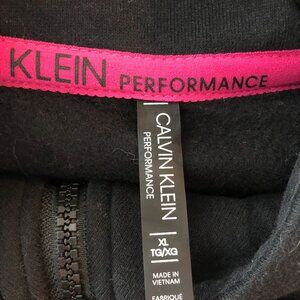 KLEIN PERFORMANCE
CALVIN KLEIN
PERFORMANCE
XL
TG/XG
MADE IN
VIETNAM
FABRIQUÉ